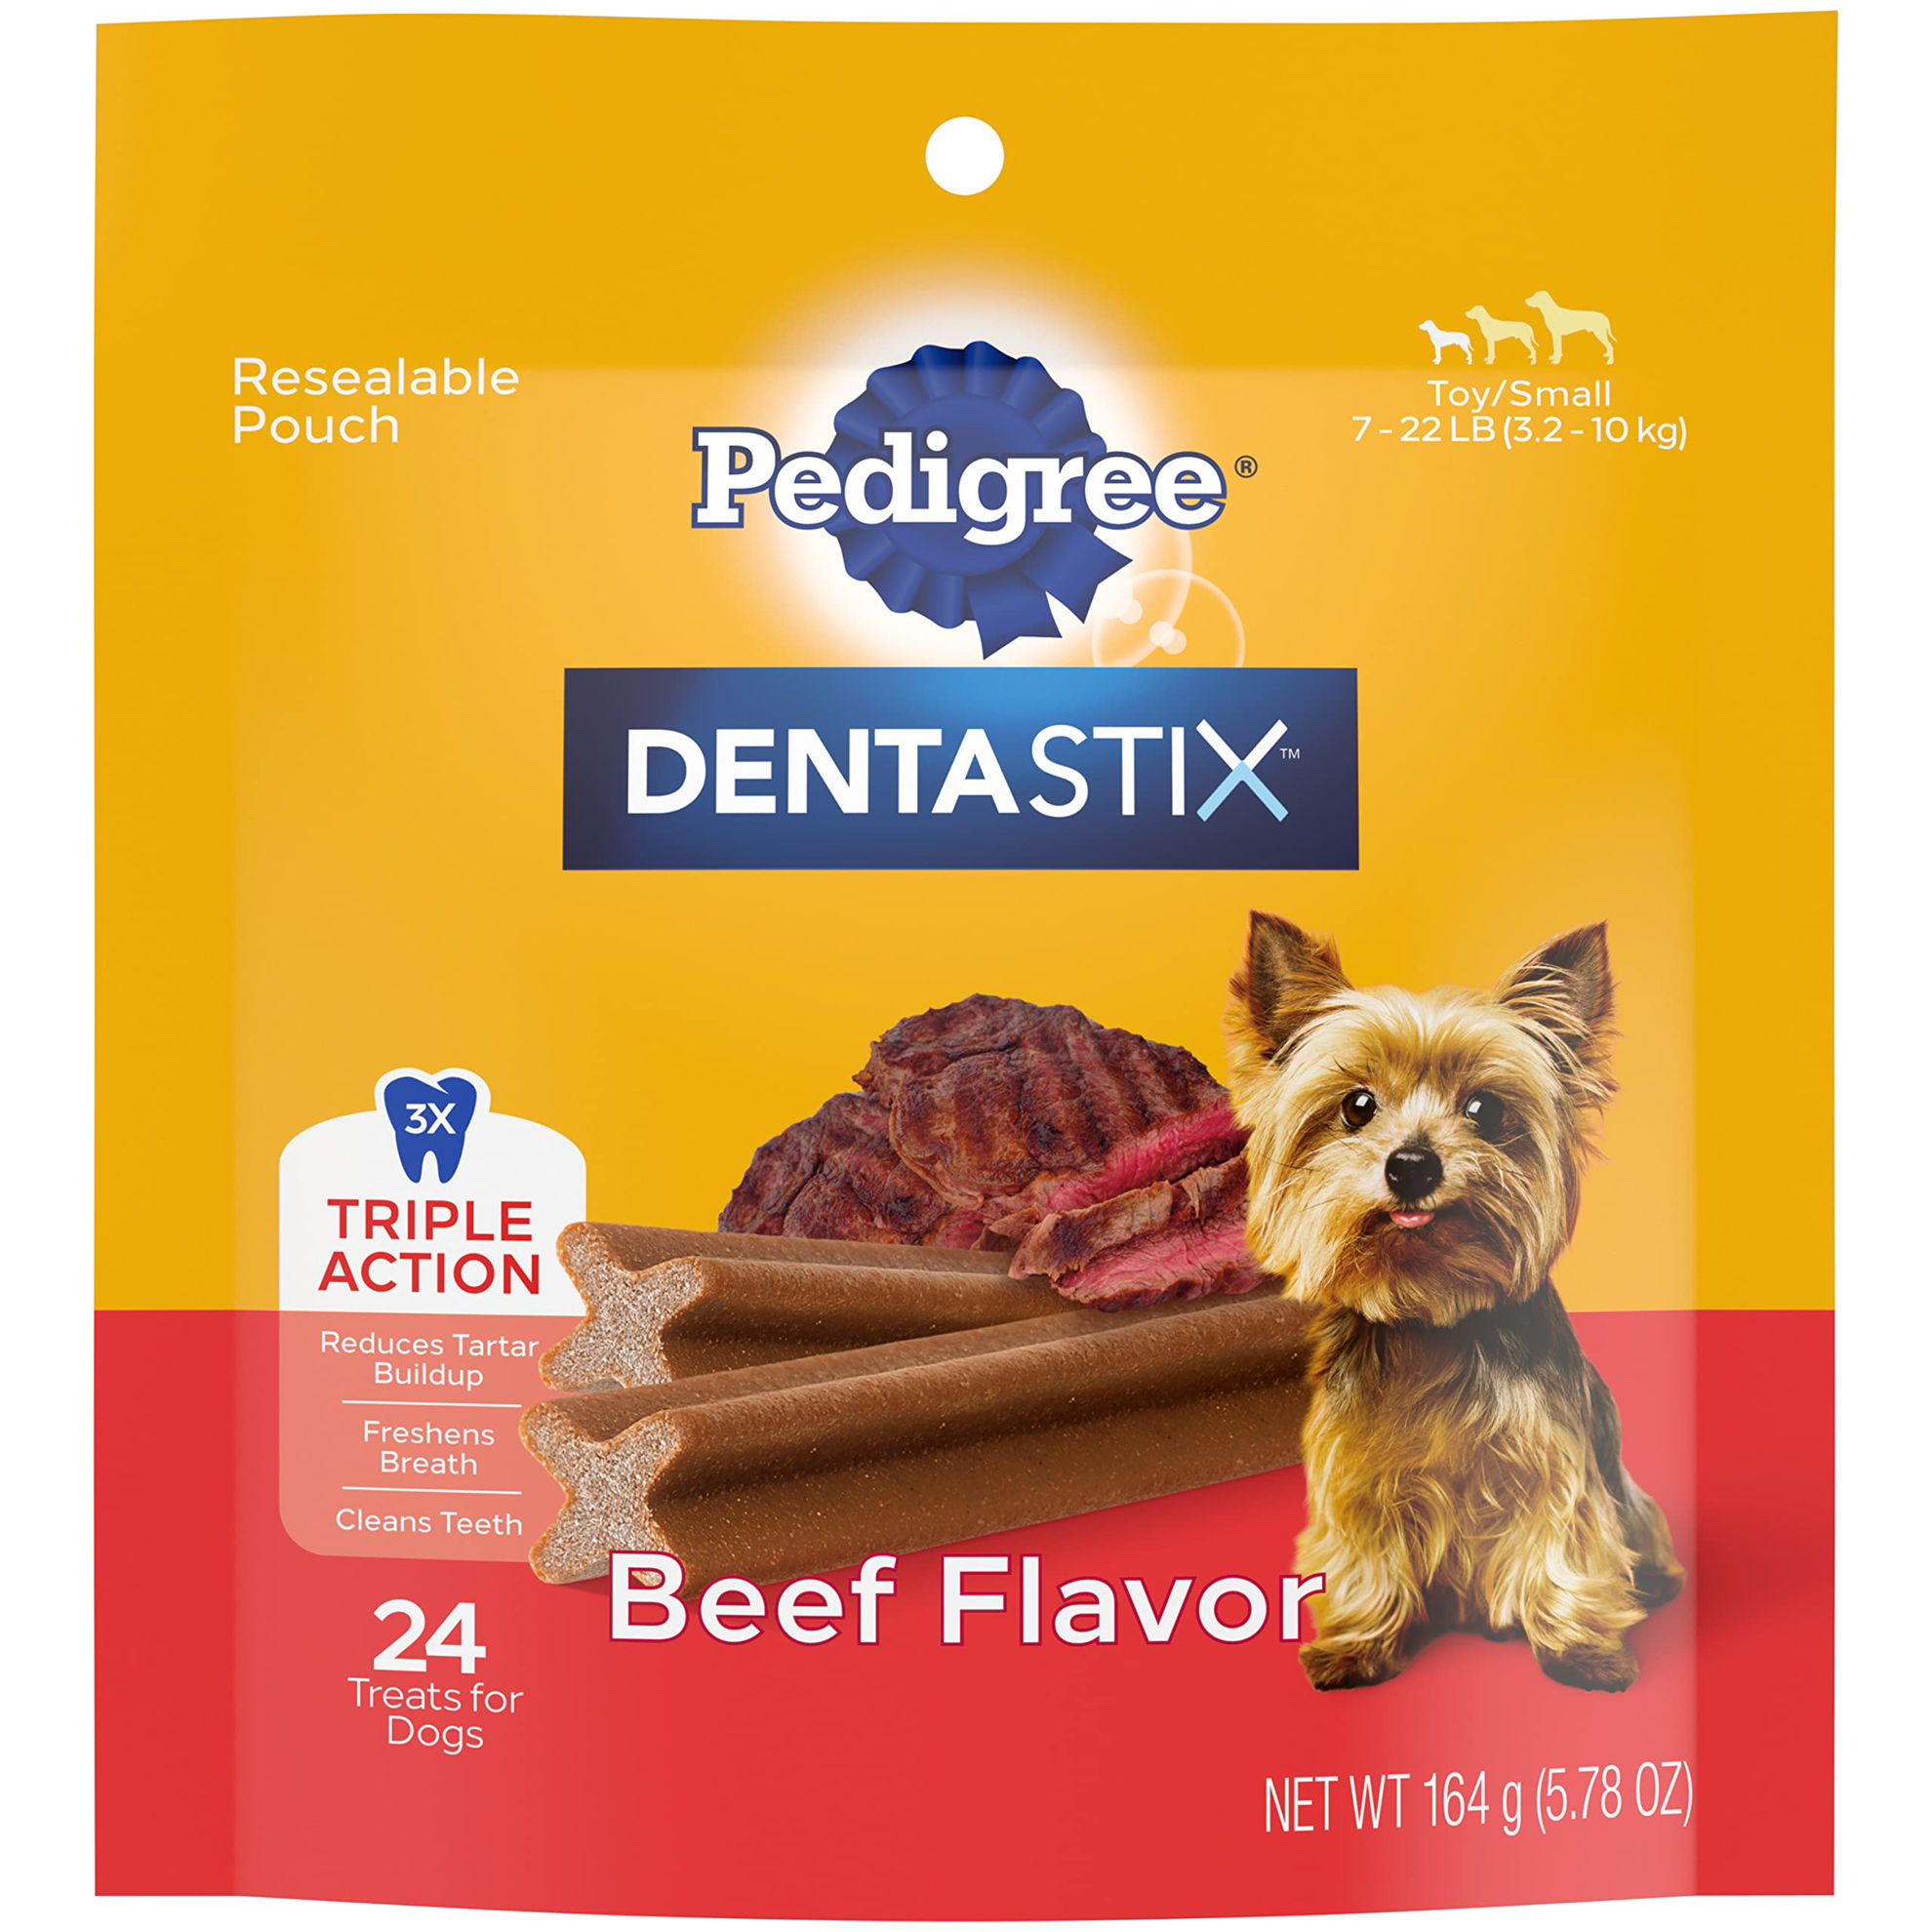 Resealable
Pouch
Toy/Small
7 - 22 LB (3.2 - 10 kg)
Pedigree®
DENTASTIX™
3X
TRIPLE
ACTION
Reduces Tartar
Buildup
Freshens
Breath
Cleans Teeth
Beef Flavor
24
Treats for
Dogs
NET WT 164 g (5.78 OZ)